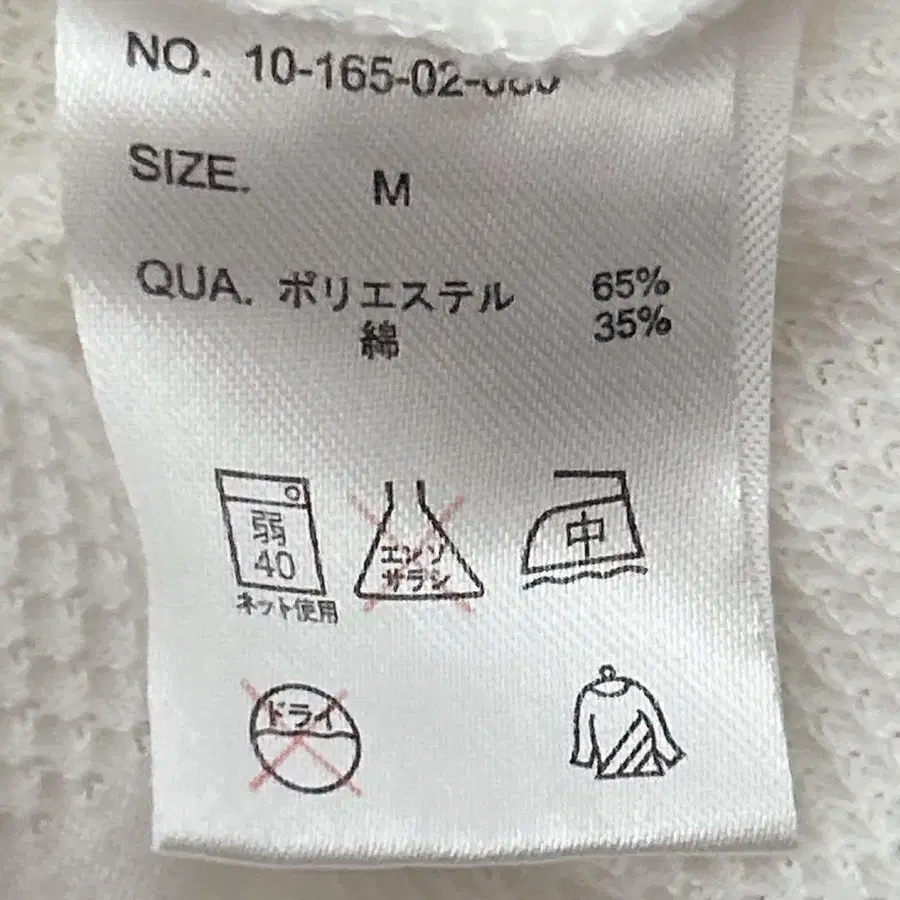 NO. 10-165-02-
SIZE. M
QUA. ポリエステル 65%
綿 35%
弱
40
ネット使用
エンソ
サラシ
中
ドライ